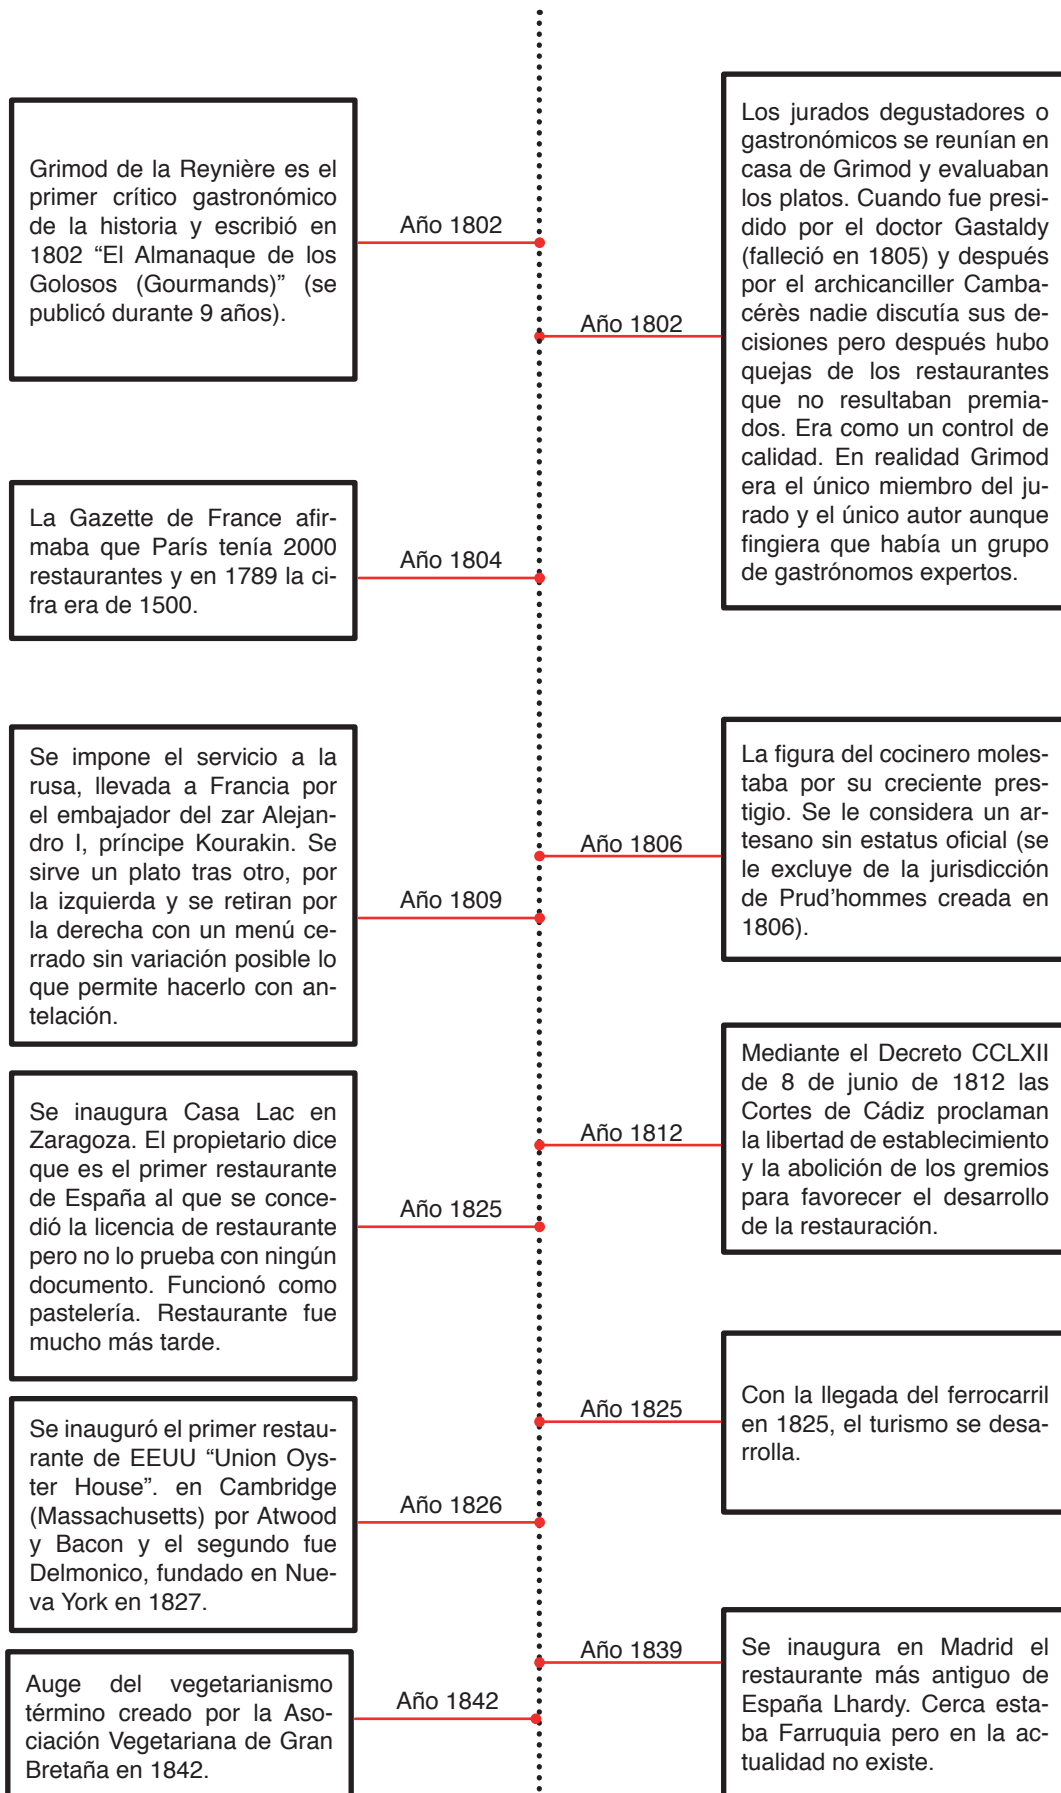 Grimod de la Reynière es el
primer crítico gastronómico
de la historia y escribió en
1802 “El Almanaque de los
Golosos (Gourmands)” (se
publicó durante 9 años).
Año 1802
Los jurados degustadores o
gastronómicos se reunían en
casa de Grimod y evaluaban
los platos. Cuando fue presi-
dido por el doctor Gastaldy
(falleció en 1805) y después
por el archicanciller Camba-
cérès nadie discutía sus de-
cisiones pero después hubo
quejas de los restaurantes
que no resultaban premia-
dos. Era como un control de
calidad. En realidad Grimod
era el único miembro del ju-
rado y el único autor aunque
fingiera que había un grupo
de gastrónomos expertos.
Año 1802
La Gazette de France afir-
maba que París tenía 2000
restaurantes y en 1789 la ci-
fra era de 1500.
Año 1804
La figura del cocinero moles-
taba por su creciente pres-
tigio. Se le considera un ar-
tesano sin estatus oficial (se
le excluye de la jurisdicción
de Prud’hommes creada en
1806).
Año 1806
Se impone el servicio a la
rusa, llevada a Francia por
el embajador del zar Alejan-
dro I, príncipe Kourakin. Se
sirve un plato tras otro, por
la izquierda y se retiran por
la derecha con un menú ce-
rrado sin variación posible lo
que permite hacerlo con an-
telación.
Año 1809
Mediante el Decreto CCLXII
de 8 de junio de 1812 las
Cortes de Cádiz proclaman
la libertad de establecimiento
y la abolición de los gremios
para favorecer el desarrollo
de la restauración.
Año 1812
Se inaugura Casa Lac en
Zaragoza. El propietario dice
que es el primer restaurante
de España al que se conce-
dió la licencia de restaurante
pero no lo prueba con ningún
documento. Funcionó como
pastelería. Restaurante fue
mucho más tarde.
Año 1825
Con la llegada del ferrocarril
en 1825, el turismo se desa-
rrolla.
Año 1825
Se inauguró el primer restau-
rante de EEUU “Union Oys-
ter House”. en Cambridge
(Massachusetts) por Atwood
y Bacon y el segundo fue
Delmonico, fundado en Nue-
va York en 1827.
Año 1826
Se inaugura en Madrid el
restaurante más antiguo de
España Lhardy. Cerca esta-
ba Farruquia pero en la ac-
tualidad no existe.
Año 1839
Auge del vegetarianismo
término creado por la Aso-
ciación Vegetariana de Gran
Bretaña en 1842.
Año 1842